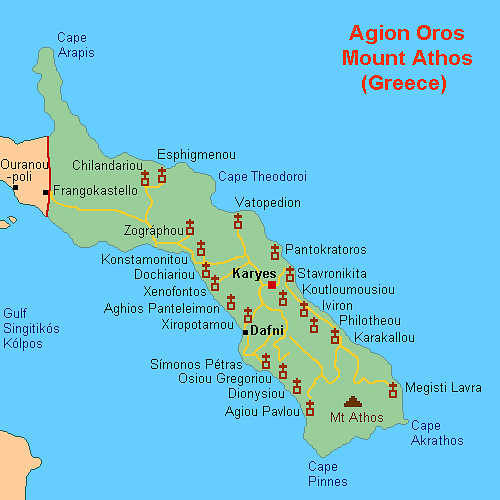 Agion Oros
Mount Athos
(Greece)
Cape
Arapis
Ouranou
-poli
Chilandariou
Esphigmenou
Frangokastello
Cape Theodoroi
Vatopedion
Zográphou
Konstamonitou
Pantokratoros
Dochiariou
Karyes
Stavronikita
Xenofontos
Koutloumousiou
Aghios Panteleimon
Iviron
Xiropotamou
Philotheou
Dafni
Karakallou
Gulf
Singitikós
Kólpos
Símonos Pétras
Osiou Gregoriou
Dionysiou
Megisti Lavra
Agiou Pavlou
Mt Athos
Cape
Akrathos
Cape
Pinnes